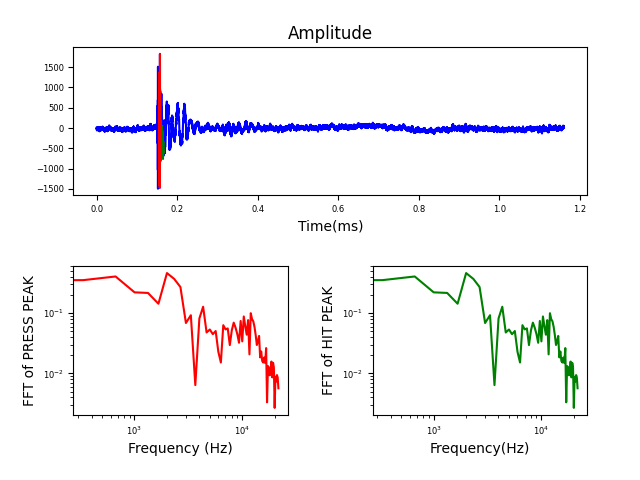 Amplitude
1500
1000
500
0
−500
−1000
−1500
0.0 0.2 0.4 0.6 0.8 1.0 1.2
Time(ms)
FFT of PRESS PEAK
10⁻¹
10⁻²
10³ 10⁴
Frequency (Hz)
FFT of HIT PEAK
10⁻¹
10⁻²
10³ 10⁴
Frequency(Hz)